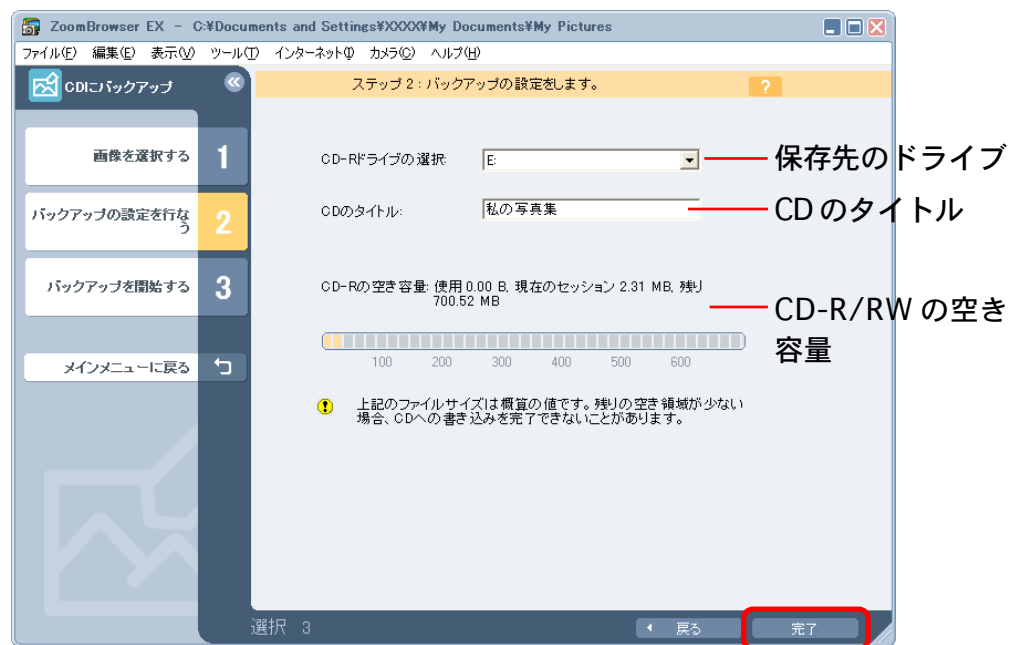 ZoomBrowser EX - C:¥Documents and Settings¥XXXX¥My Documents¥My Pictures
ファイル(F) 編集(E) 表示(V) ツール(T) インターネット(I) カメラ(C) ヘルプ(H)
CDにバックアップ
ステップ 2 : バックアップの設定をします。
?
画像を選択する 1
バックアップの設定を行な
う
2
バックアップを開始する 3
メインメニューに戻る
CD-Rドライブの選択: E:
保存先のドライブ
CDのタイトル: 私の写真集
CD のタイトル
CD-Rの空き容量: 使用 0.00 B, 現在のセッション 2.31 MB, 残り
700.52 MB
CD-R/RW の空き
容量
100 200 300 400 500 600
上記のファイルサイズは概算の値です。残りの空き領域が少ない
場合、CDへの書き込みを完了できないことがあります。
選択 3
戻る
完了